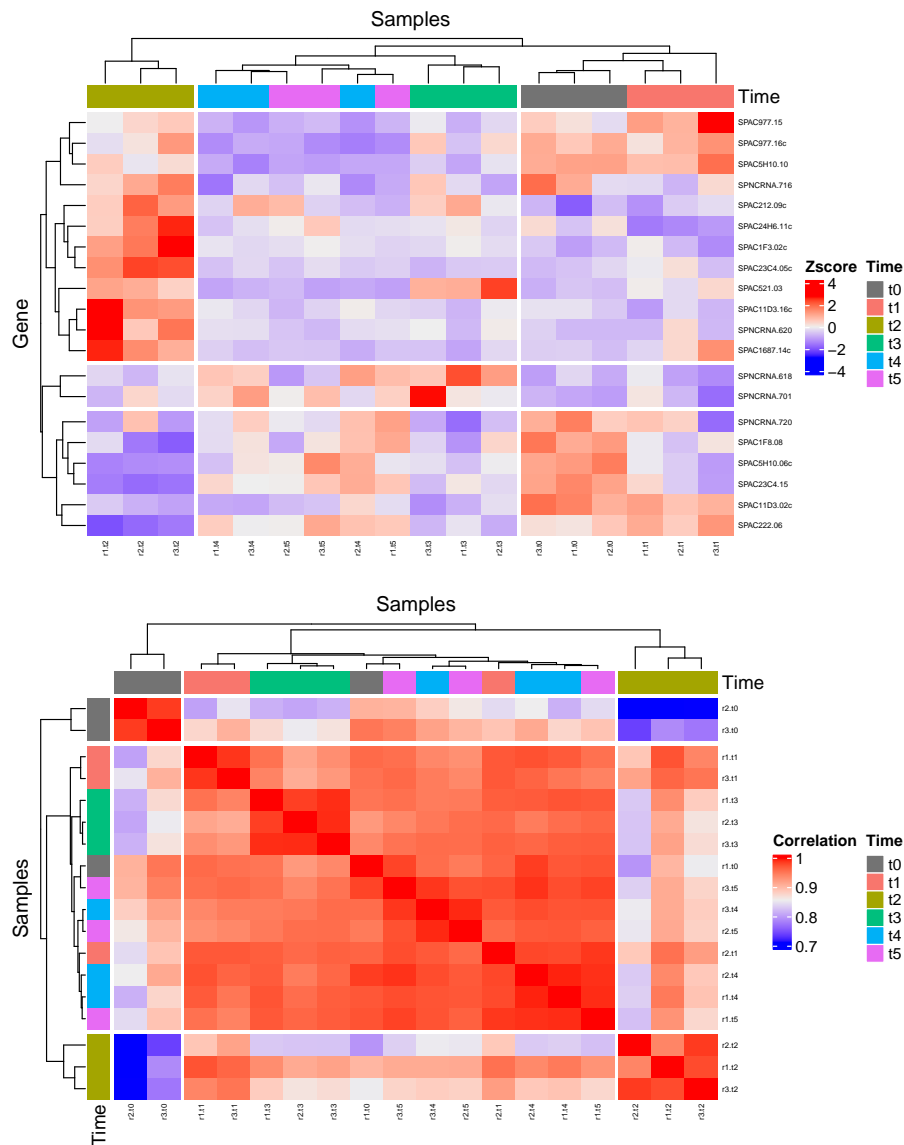 Samples
Time
SPAC977.15
SPAC977.16c
SPAC5H10.10
SPNCRNA.716
SPAC212.09c
SPAC24H6.11c
SPAC1F3.02c
SPAC23C4.05c
SPAC521.03
SPAC11D3.16c
SPNCRNA.620
SPAC1687.14c
SPNCRNA.618
SPNCRNA.701
SPNCRNA.720
SPAC1F8.08
SPAC5H10.06c
SPAC23C4.15
SPAC11D3.02c
SPAC222.06
Gene
r1.t2 r2.t2 r3.t2 r1.t4 r3.t4 r2.t5 r3.t5 r2.t4 r1.t5 r3.t3 r1.t3 r2.t3 r3.t0 r1.t0 r2.t0 r1.t1 r2.t1 r3.t1
Zscore Time
4 t0
2 t1
0 t2
−2 t3
−4 t4
t5
Samples
Time
r2.t0
r3.t0
r1.t1
r3.t1
r1.t3
r2.t3
r3.t3
r1.t0
r3.t5
r3.t4
r2.t5
r2.t1
r2.t4
r1.t4
r1.t5
r2.t2
r1.t2
r3.t2
Samples
Time
r2.t0 r3.t0 r1.t1 r3.t1 r1.t3 r2.t3 r3.t3 r1.t0 r3.t5 r3.t4 r2.t5 r2.t1 r2.t4 r1.t4 r1.t5 r2.t2 r1.t2 r3.t2
Correlation Time
1 t0
0.9 t1
0.8 t2
0.7 t3
t4
t5